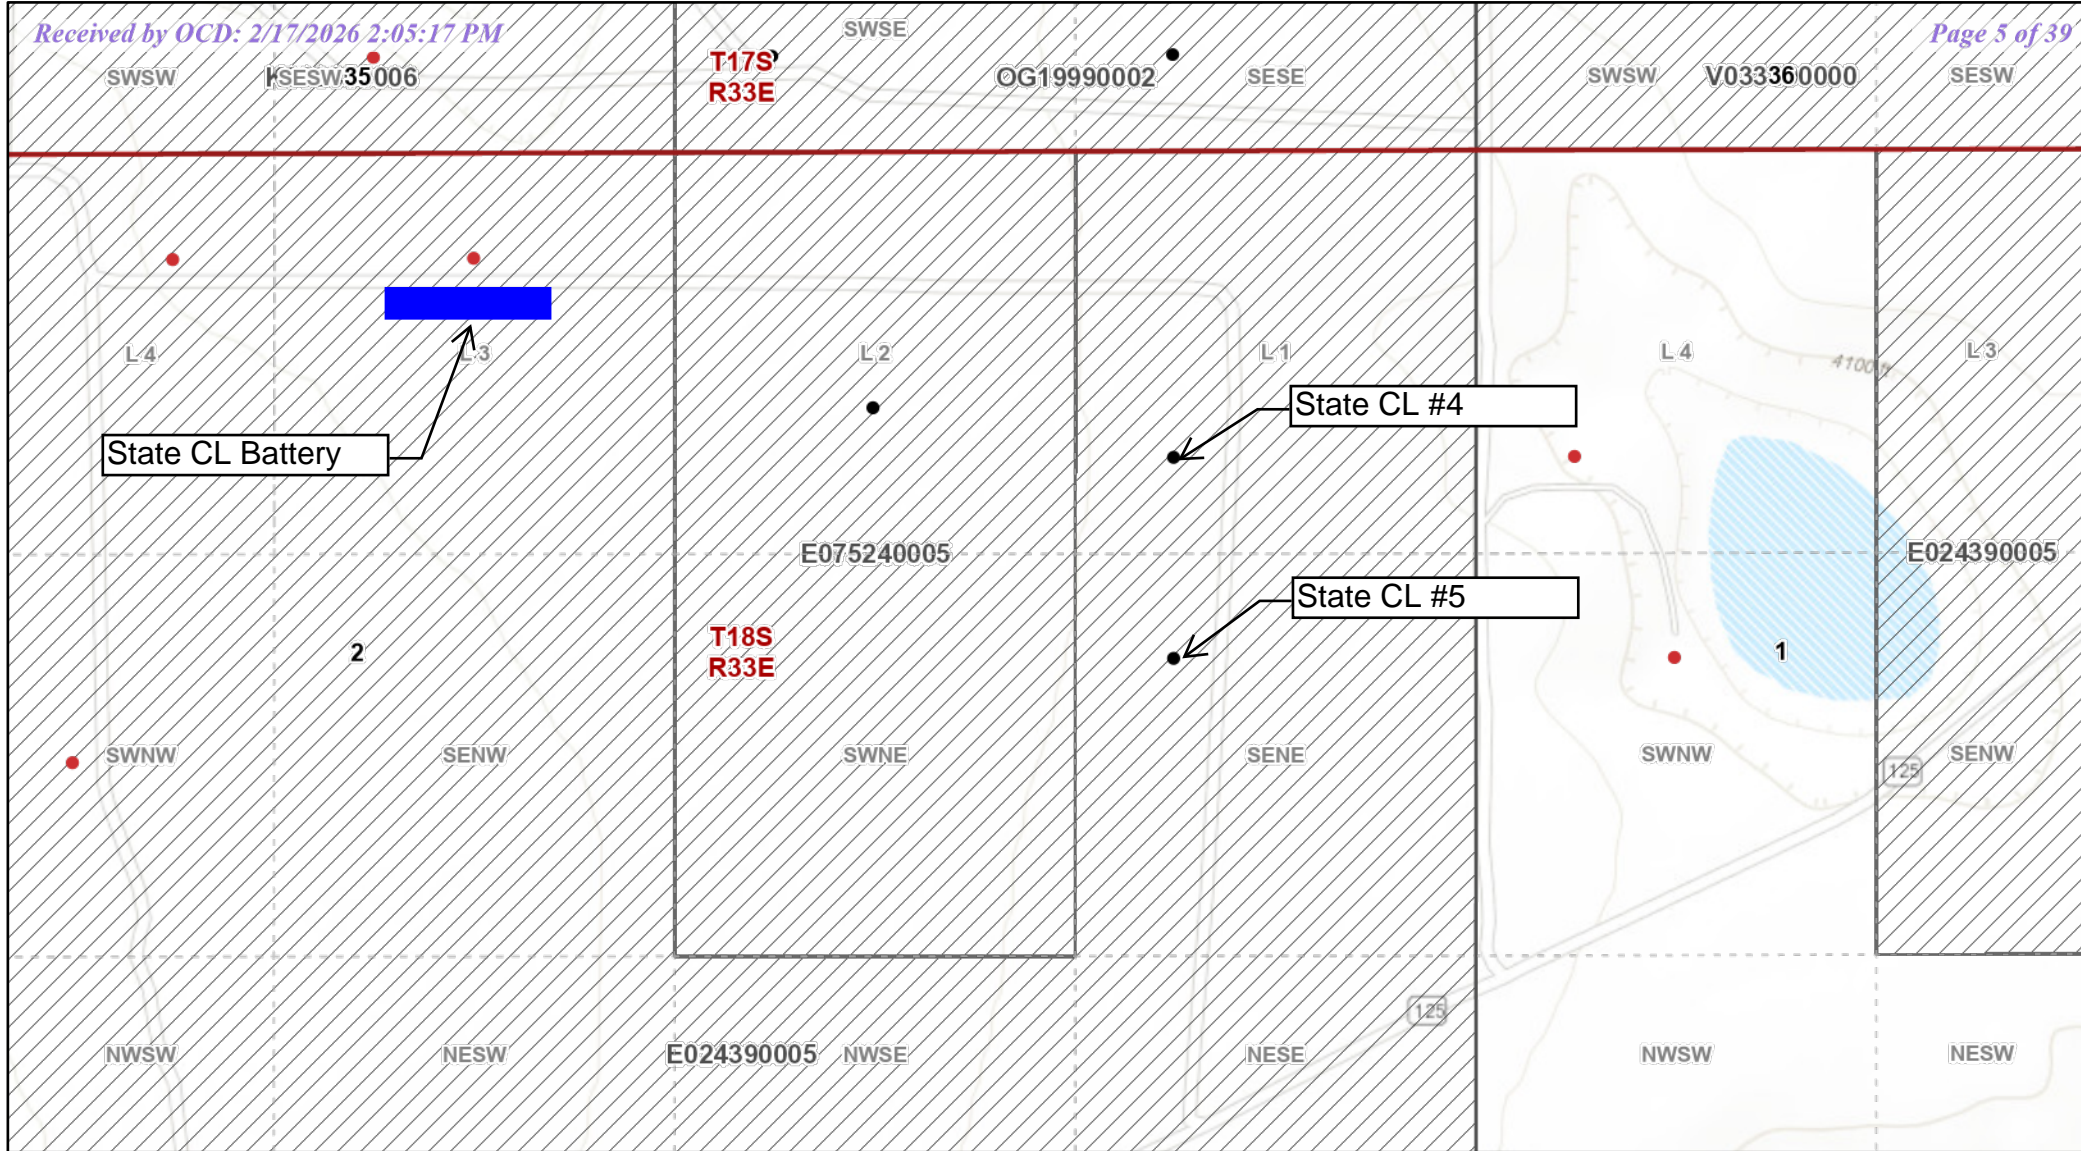 Received by OCD: 2/17/2026 2:05:17 PM
Page 5 of 39
SWSE
SWSW
SESW
35006
T17S
R33E
OG19990002
SESE
SWSW
V033360000
SESW
L 4
L 3
L 2
L 1
L 4
4100 ft
L 3
State CL #4
State CL Battery
E075240005
E024390005
State CL #5
2
T18S
R33E
1
SWNW
SENW
SWNE
SENE
SWNW
125
SENW
125
NWSW
NESW
E024390005
NWSE
NESE
NWSW
NESW